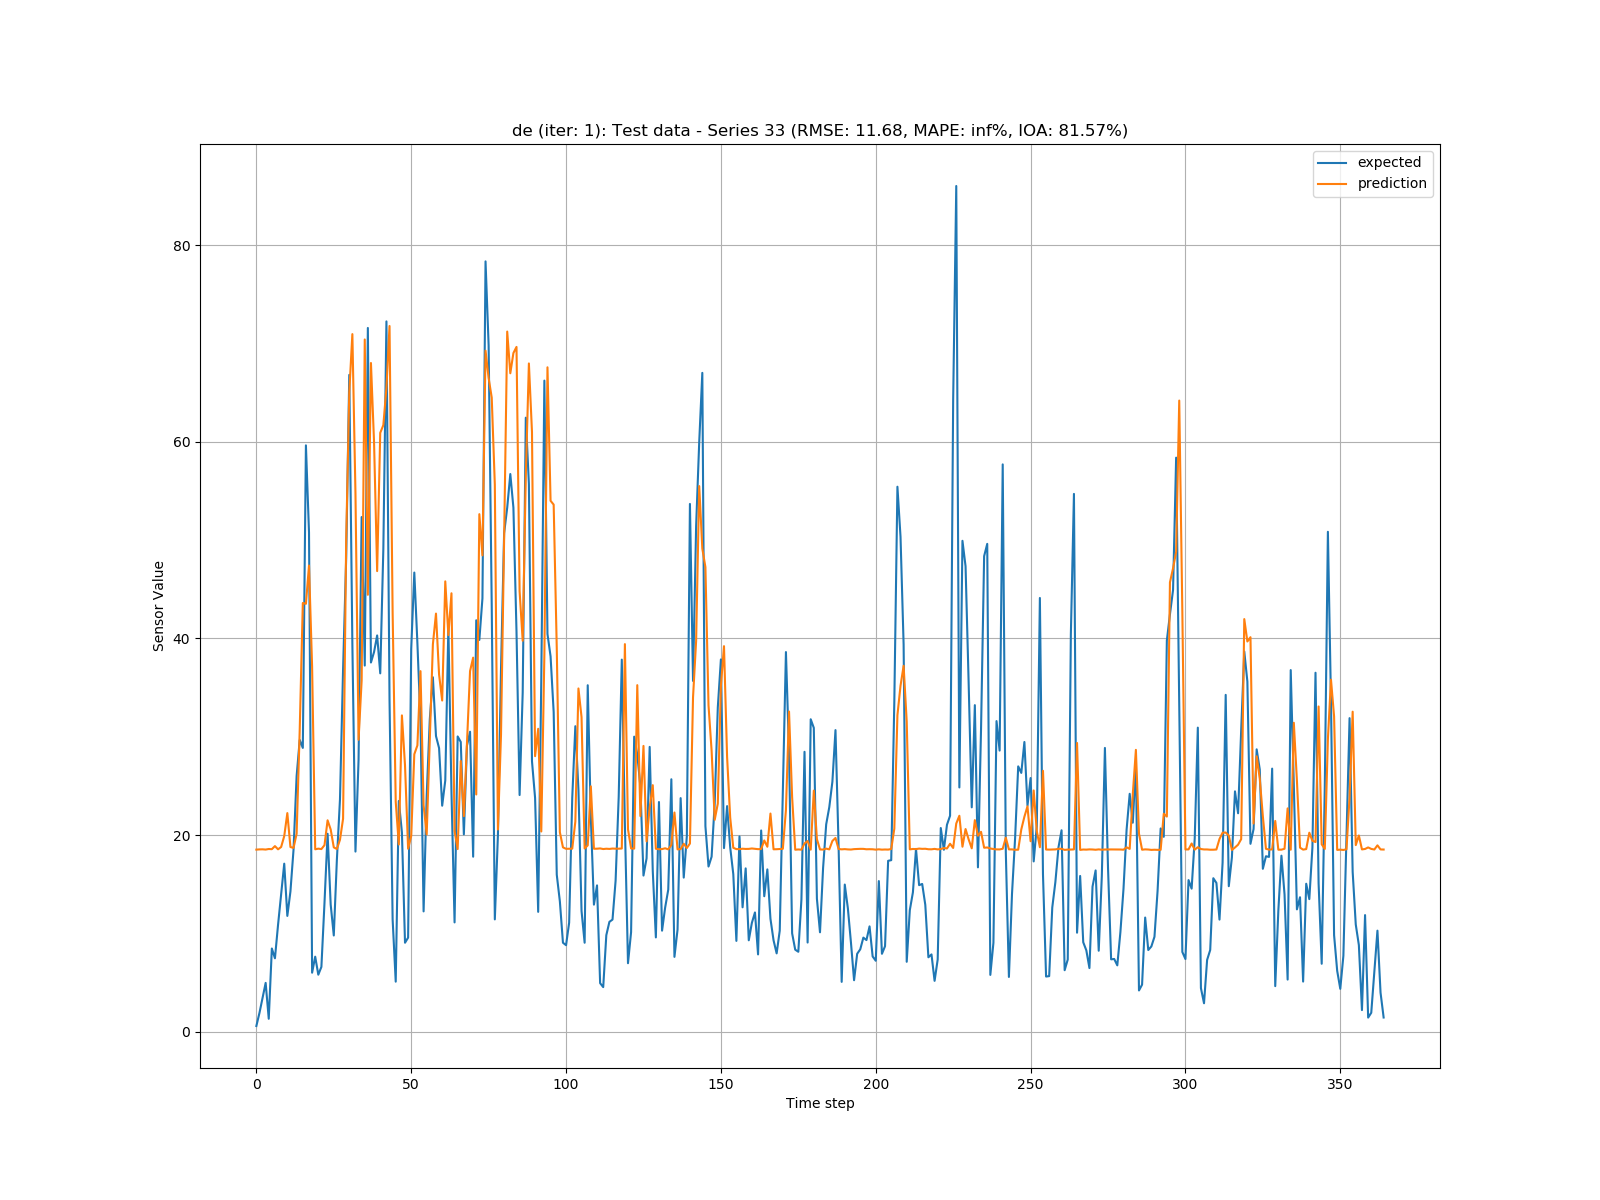 de (iter: 1): Test data - Series 33 (RMSE: 11.68, MAPE: inf%, IOA: 81.57%)
expected
prediction
80
60
40
20
0
Sensor Value
0 50 100 150 200 250 300 350
Time step